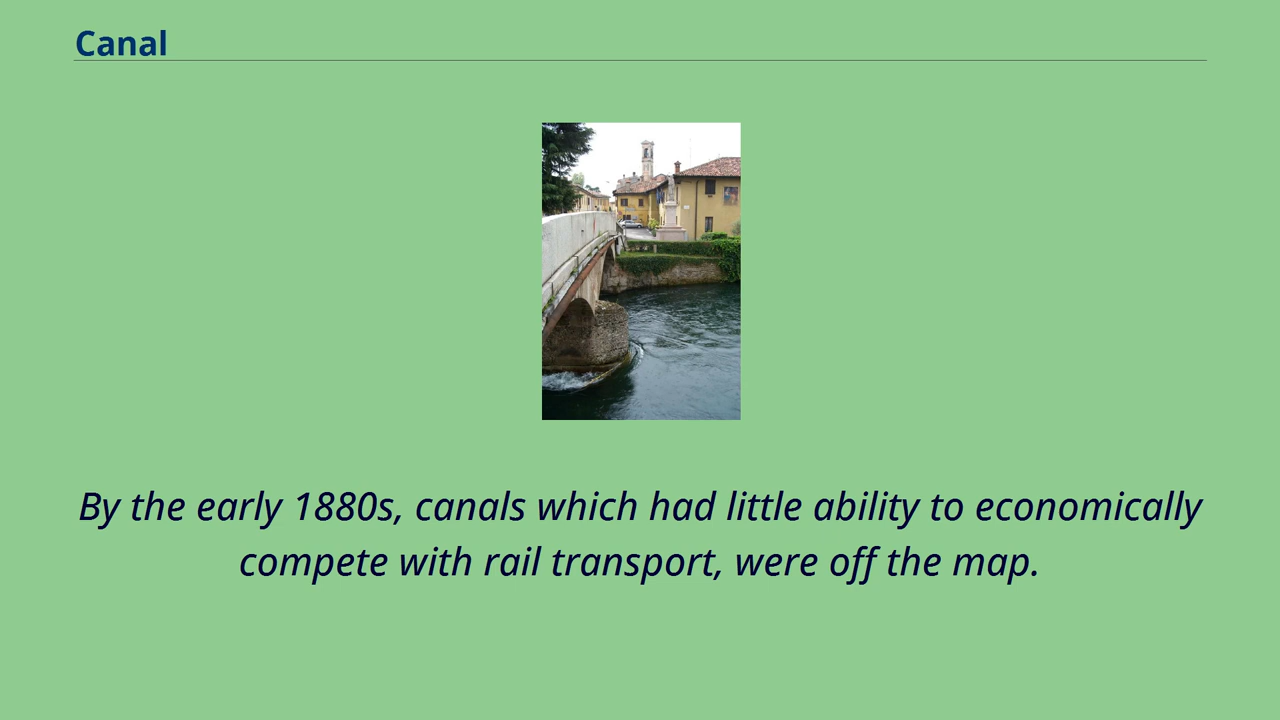 Canal
By the early 1880s, canals which had little ability to economically
compete with rail transport, were off the map.